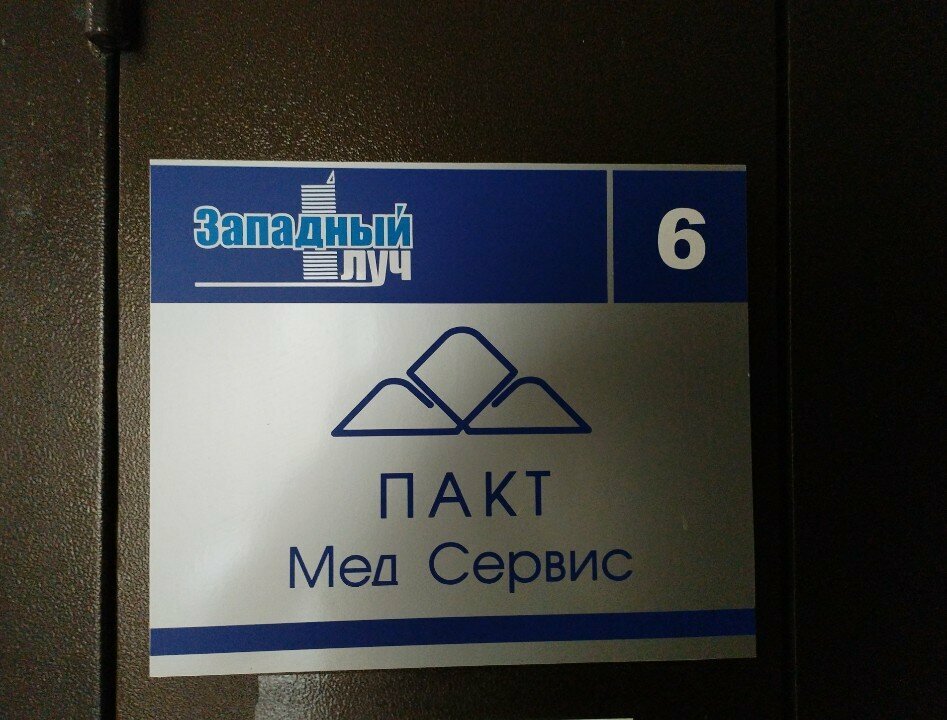 Западный
луч
6
ПАКТ
Мед Сервис